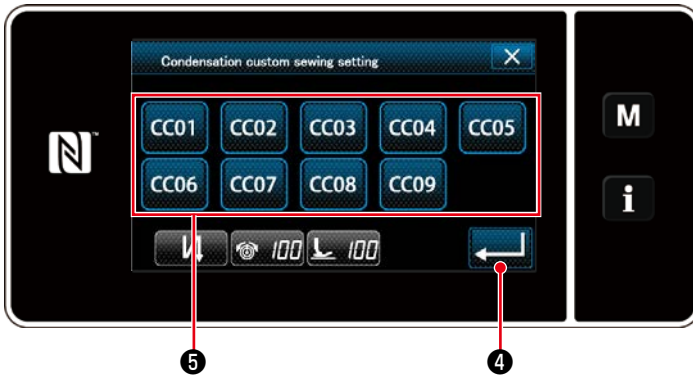 Condensation custom sewing setting
CC01 CC02 CC03 CC04 CC05
M
CC06 CC07 CC08 CC09
i
100 100
5 4